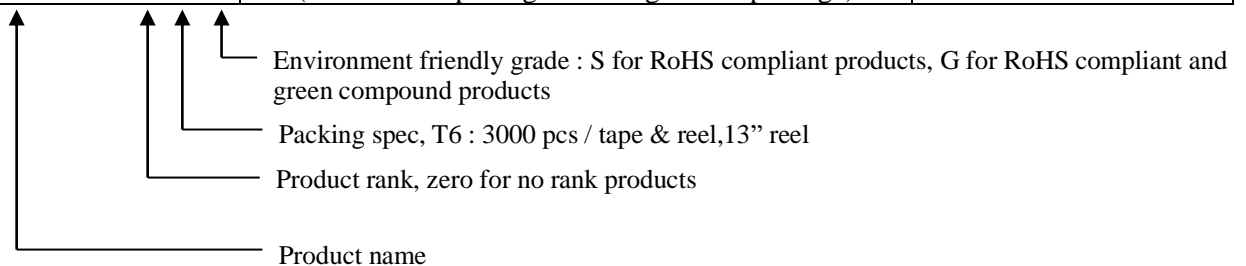 Environment friendly grade : S for RoHS compliant products, G for RoHS compliant and
green compound products
Packing spec, T6 : 3000 pcs / tape & reel,13” reel
Product rank, zero for no rank products
Product name